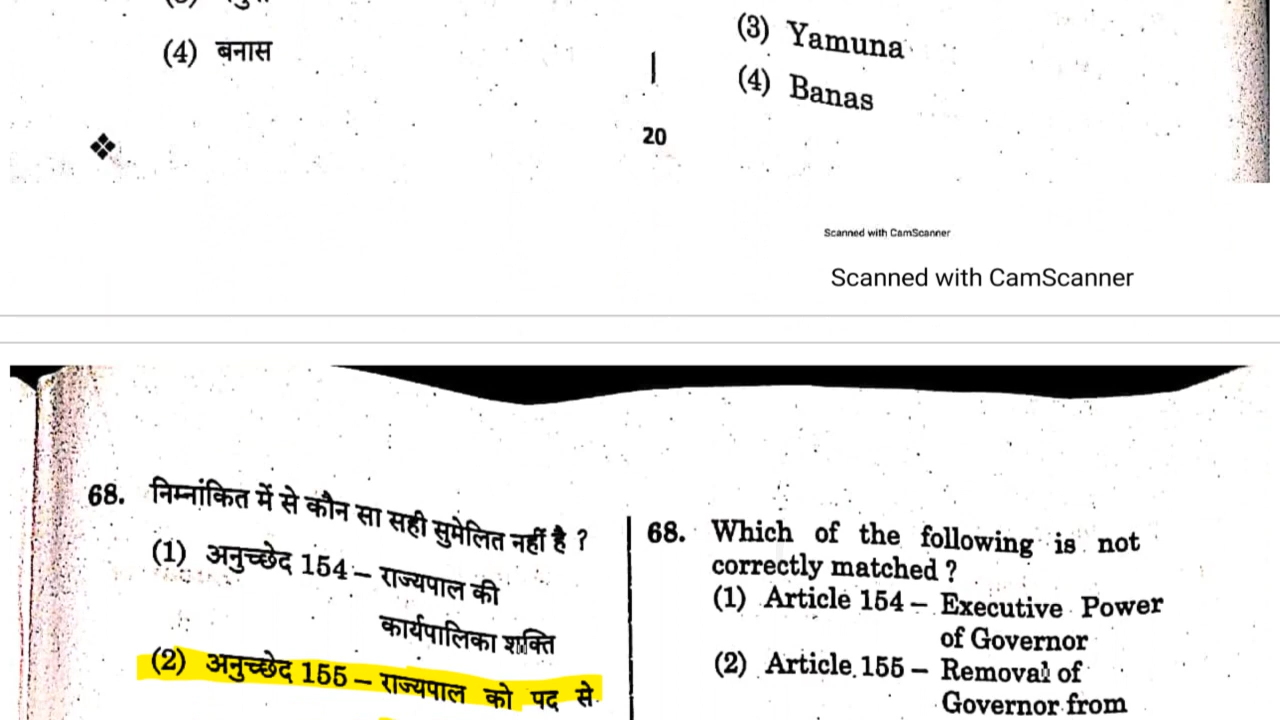 (4) बनास
(3) Yamuna
(4) Banas
20
Scanned with CamScanner
Scanned with CamScanner
68. निम्नांकित में से कौन सा सही सुमेलित नहीं है ?
(1) अनुच्छेद 154 – राज्यपाल की
कार्यपालिका शक्ति
(2) अनुच्छेद 155 – राज्यपाल को पद से
68. Which of the following is not
correctly matched ?
(1) Article 154 – Executive Power
of Governor
(2) Article 155 – Removal of
Governor from